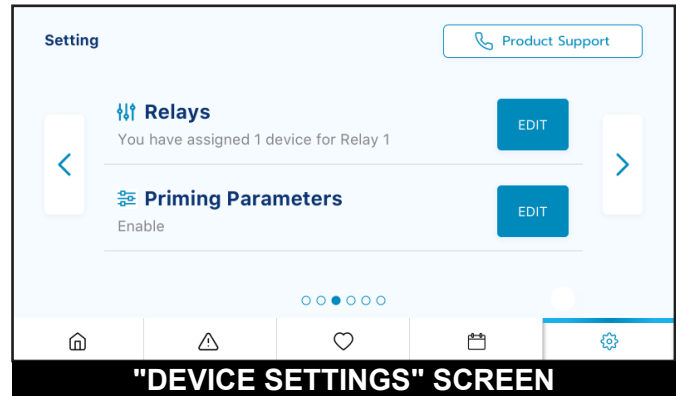 Setting
Product Support
Relays
You have assigned 1 device for Relay 1
EDIT
Priming Parameters
Enable
EDIT
"DEVICE SETTINGS" SCREEN